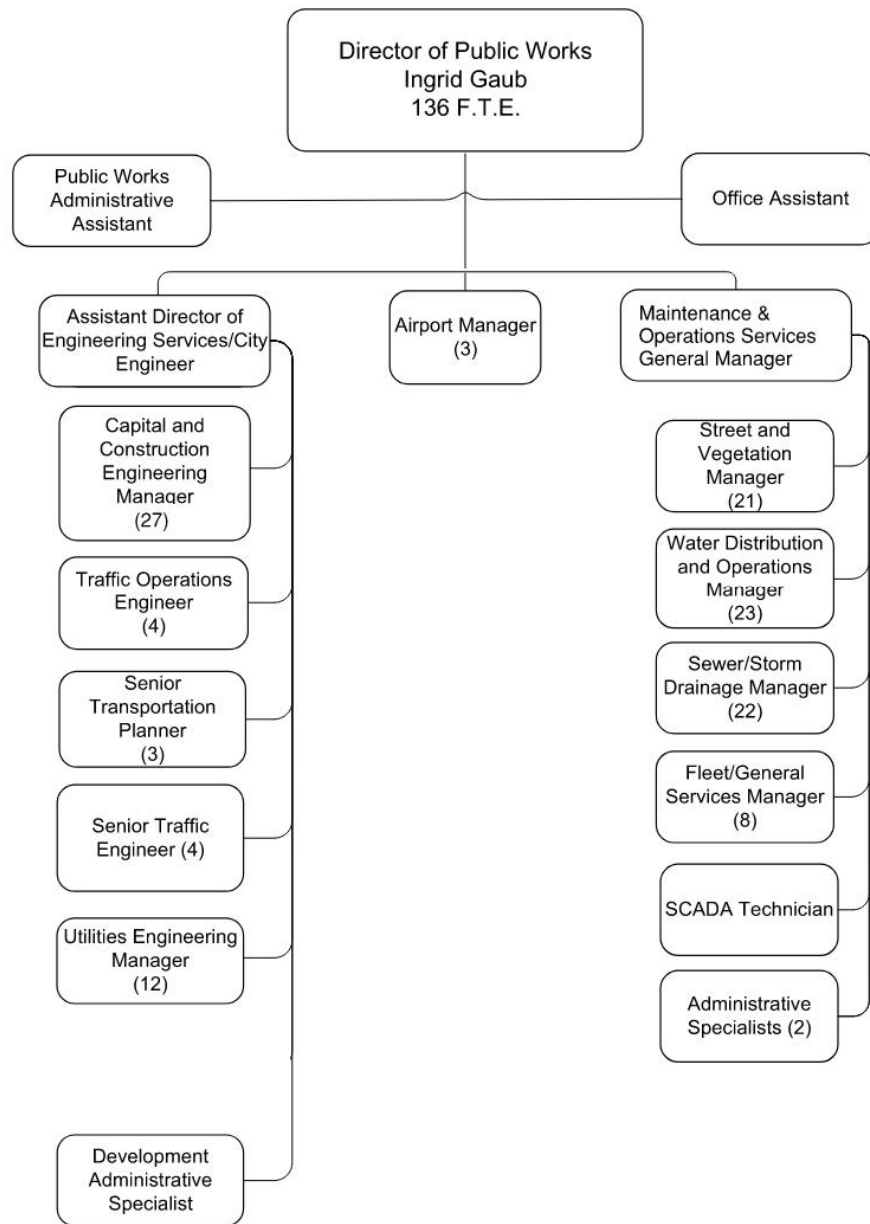 Director of Public Works
Ingrid Gaub
136 F.T.E.
Public Works
Administrative
Assistant
Office Assistant
Assistant Director of
Engineering Services/City
Engineer
Airport Manager
(3)
Maintenance &
Operations Services
General Manager
Capital and
Construction
Engineering
Manager
(27)
Traffic Operations
Engineer
(4)
Senior
Transportation
Planner
(3)
Senior Traffic
Engineer (4)
Utilities Engineering
Manager
(12)
Development
Administrative
Specialist
Street and
Vegetation
Manager
(21)
Water Distribution
and Operations
Manager
(23)
Sewer/Storm
Drainage Manager
(22)
Fleet/General
Services Manager
(8)
SCADA Technician
Administrative
Specialists (2)